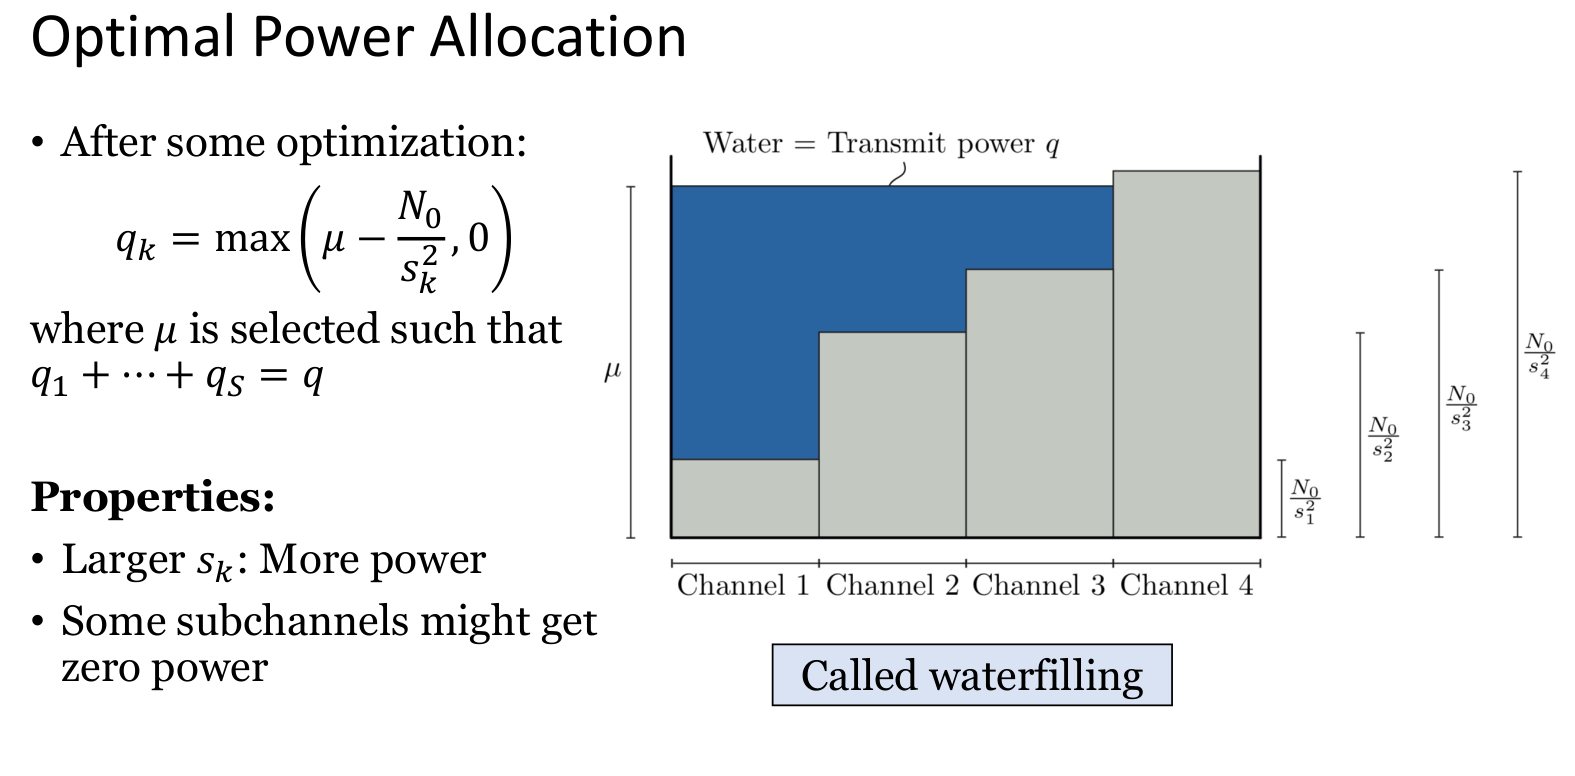 Optimal Power Allocation
• After some optimization:
q_k = max(μ − N_0/s_k^2, 0)
where μ is selected such that
q_1 + ⋯ + q_S = q
Properties:
• Larger s_k: More power
• Some subchannels might get
zero power
Water = Transmit power q
μ
N_0/s_1^2
N_0/s_2^2
N_0/s_3^2
N_0/s_4^2
Channel 1 Channel 2 Channel 3 Channel 4
Called waterfilling